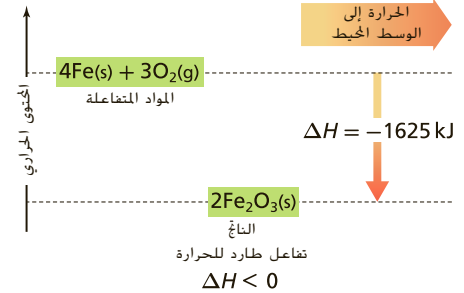 الحرارة إلى
الوسط المحيط
4Fe(s) + 3O₂(g)
المواد المتفاعلة
المحتوى الحراري
ΔH = −1625 kJ
2Fe₂O₃(s)
الناتج
تفاعل طارد للحرارة
ΔH < 0